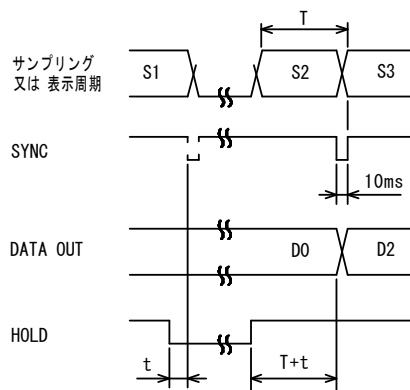 T
サンプリング
又は 表示周期
S1
S2
S3
SYNC
10ms
DATA OUT
D0
D2
HOLD
t
T+t